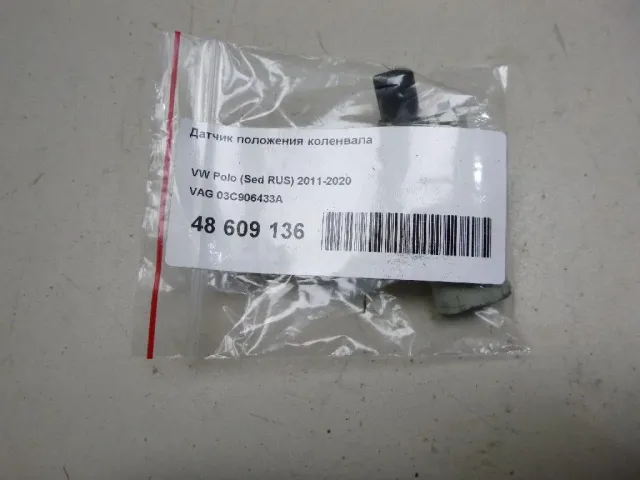 Датчик положения коленвала
VW Polo (Sed RUS) 2011-2020
VAG 03C906433A
48 609 136